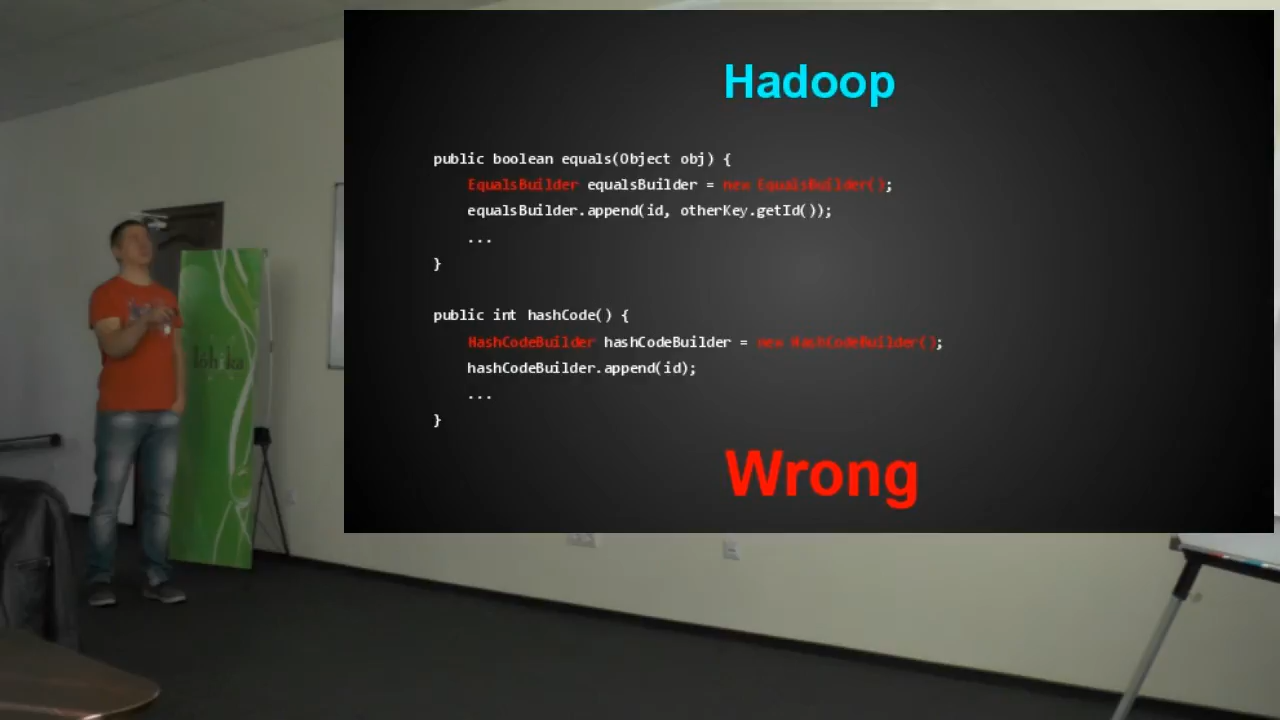 Hadoop
public boolean equals(Object obj) {
EqualsBuilder equalsBuilder = new EqualsBuilder();
equalsBuilder.append(id, otherKey.getId());
...
}
public int hashCode() {
HashCodeBuilder hashCodeBuilder = new HashCodeBuilder();
hashCodeBuilder.append(id);
...
}
Wrong
lohika